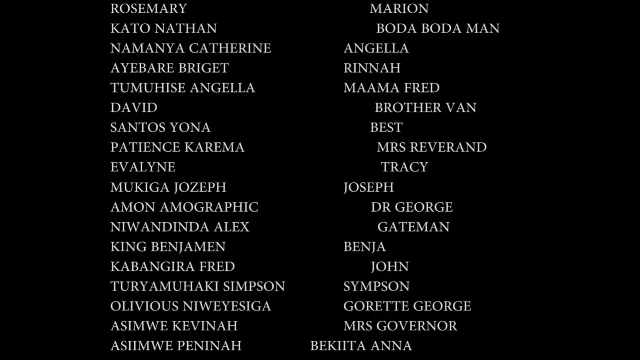 ROSEMARY MARION
KATO NATHAN BODA BODA MAN
NAMANYA CATHERINE ANGELLA
AYEBARE BRIGET RINNAH
TUMUHISE ANGELLA MAAMA FRED
DAVID BROTHER VAN
SANTOS YONA BEST
PATIENCE KAREMA MRS REVERAND
EVALYNE TRACY
MUKIGA JOZEPH JOSEPH
AMON AMOGRAPHIC DR GEORGE
NIWANDINDA ALEX GATEMAN
KING BENJAMEN BENJA
KABANGIRA FRED JOHN
TURYAMUHAKI SIMPSON SYMPSON
OLIVIOUS NIWEYESIGA GORETTE GEORGE
ASIMWE KEVINAH MRS GOVERNOR
ASIIMWE PENINAH BEKIITA ANNA